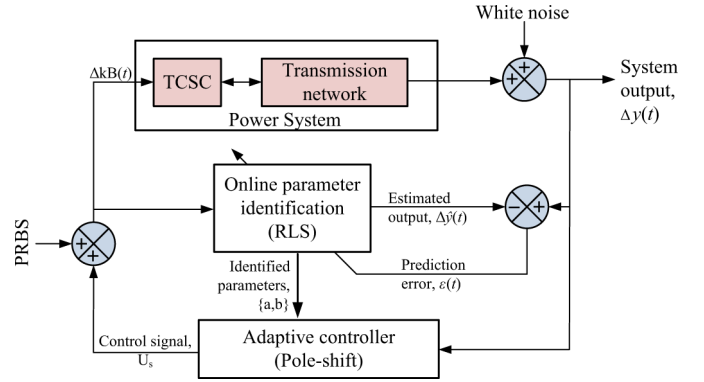 White noise
ΔkB(t)
TCSC
Transmission
network
Power System
+
+
System
output,
Δy(t)
Online parameter
identification
(RLS)
Estimated
output, Δŷ(t)
− +
PRBS
+
+
Identified
parameters,
{a,b}
Prediction
error, ε(t)
Control signal,
Us
Adaptive controller
(Pole-shift)